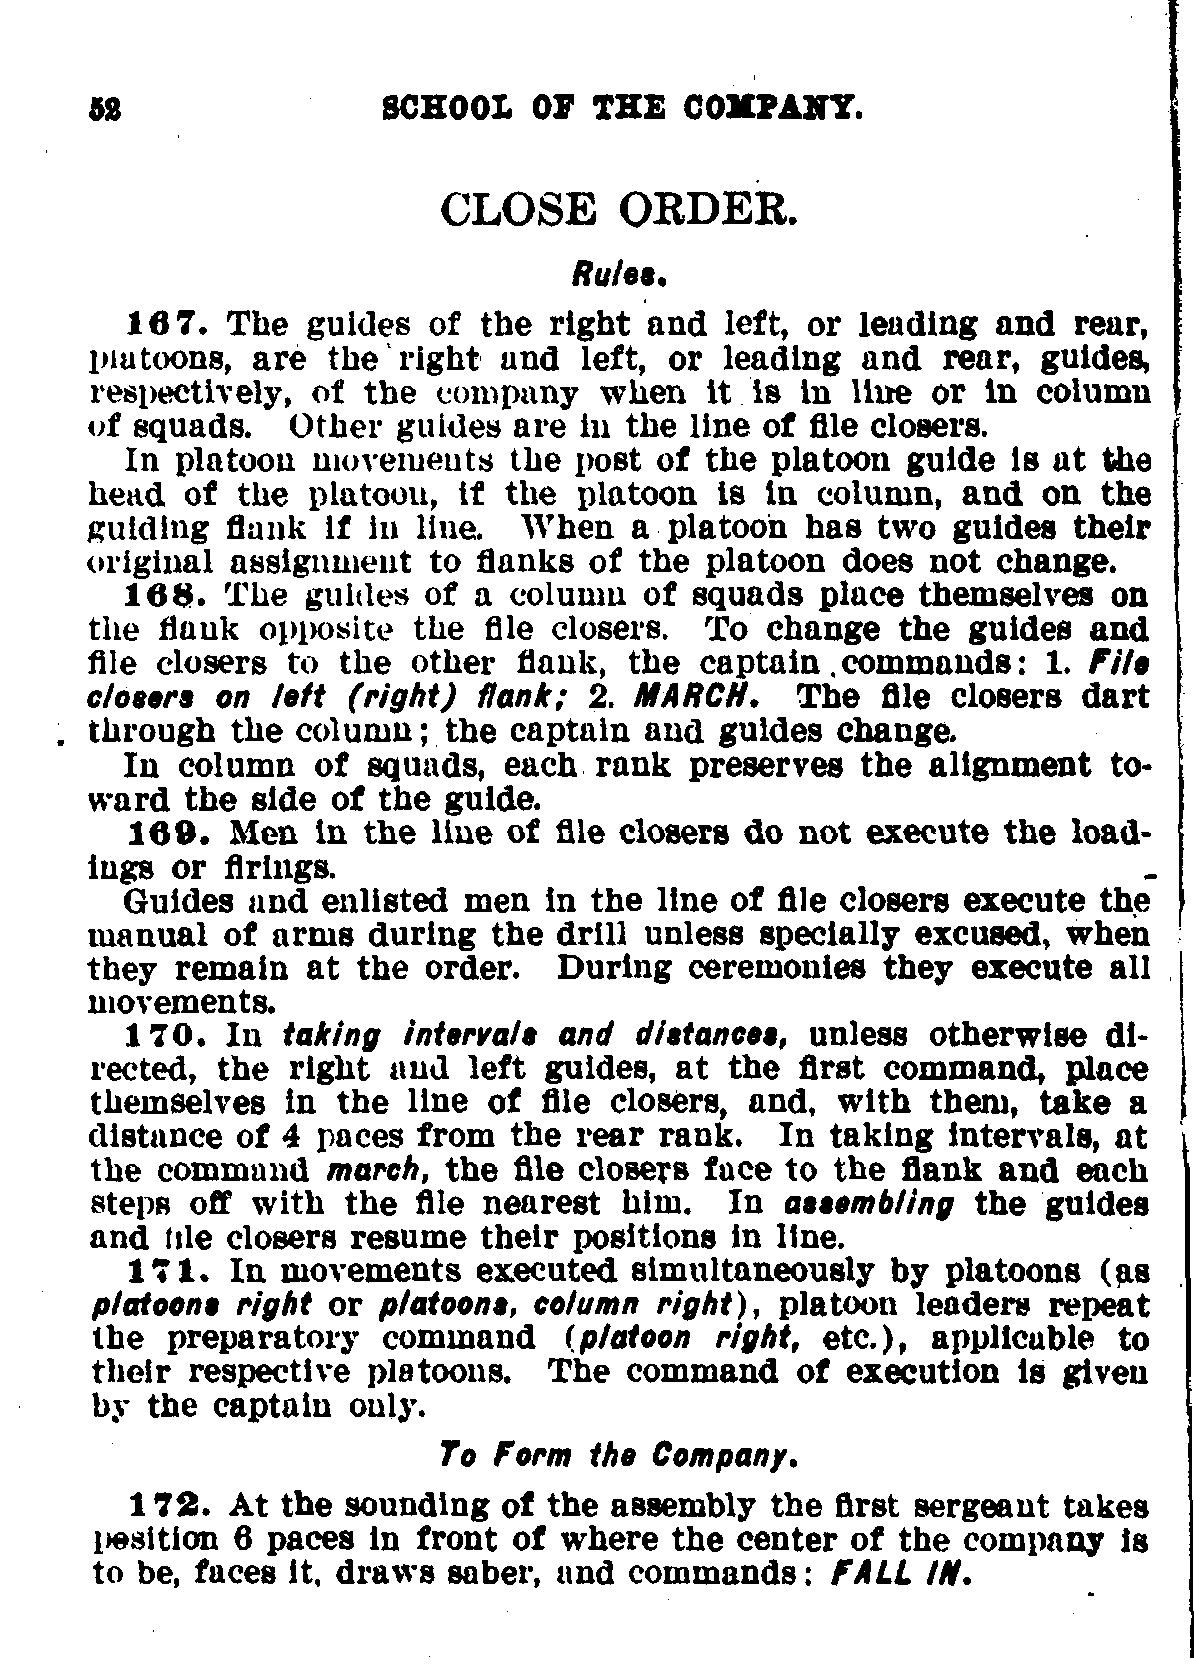 52 SCHOOL OF THE COMPANY.
CLOSE ORDER.
Rules.
167. The guides of the right and left, or leading and rear,
platoons, are the right and left, or leading and rear, guides,
respectively, of the company when it is in line or in column
of squads. Other guides are in the line of file closers.
In platoon movements the post of the platoon guide is at the
head of the platoon, if the platoon is in column, and on the
guiding flank if in line. When a platoon has two guides their
original assignment to flanks of the platoon does not change.
168. The guides of a column of squads place themselves on
the flank opposite the file closers. To change the guides and
file closers to the other flank, the captain commands: 1. File
closers on left (right) flank; 2. MARCH. The file closers dart
through the column; the captain and guides change.
In column of squads, each rank preserves the alignment to-
ward the side of the guide.
169. Men in the line of file closers do not execute the load-
ings or firings.
Guides and enlisted men in the line of file closers execute the
manual of arms during the drill unless specially excused, when
they remain at the order. During ceremonies they execute all
movements.
170. In taking intervals and distances, unless otherwise di-
rected, the right and left guides, at the first command, place
themselves in the line of file closers, and, with them, take a
distance of 4 paces from the rear rank. In taking intervals, at
the command march, the file closers face to the flank and each
steps off with the file nearest him. In assembling the guides
and file closers resume their positions in line.
171. In movements executed simultaneously by platoons (as
platoons right or platoons, column right), platoon leaders repeat
the preparatory command (platoon right, etc.), applicable to
their respective platoons. The command of execution is given
by the captain only.
To Form the Company.
172. At the sounding of the assembly the first sergeant takes
position 6 paces in front of where the center of the company is
to be, faces it, draws saber, and commands: FALL IN.